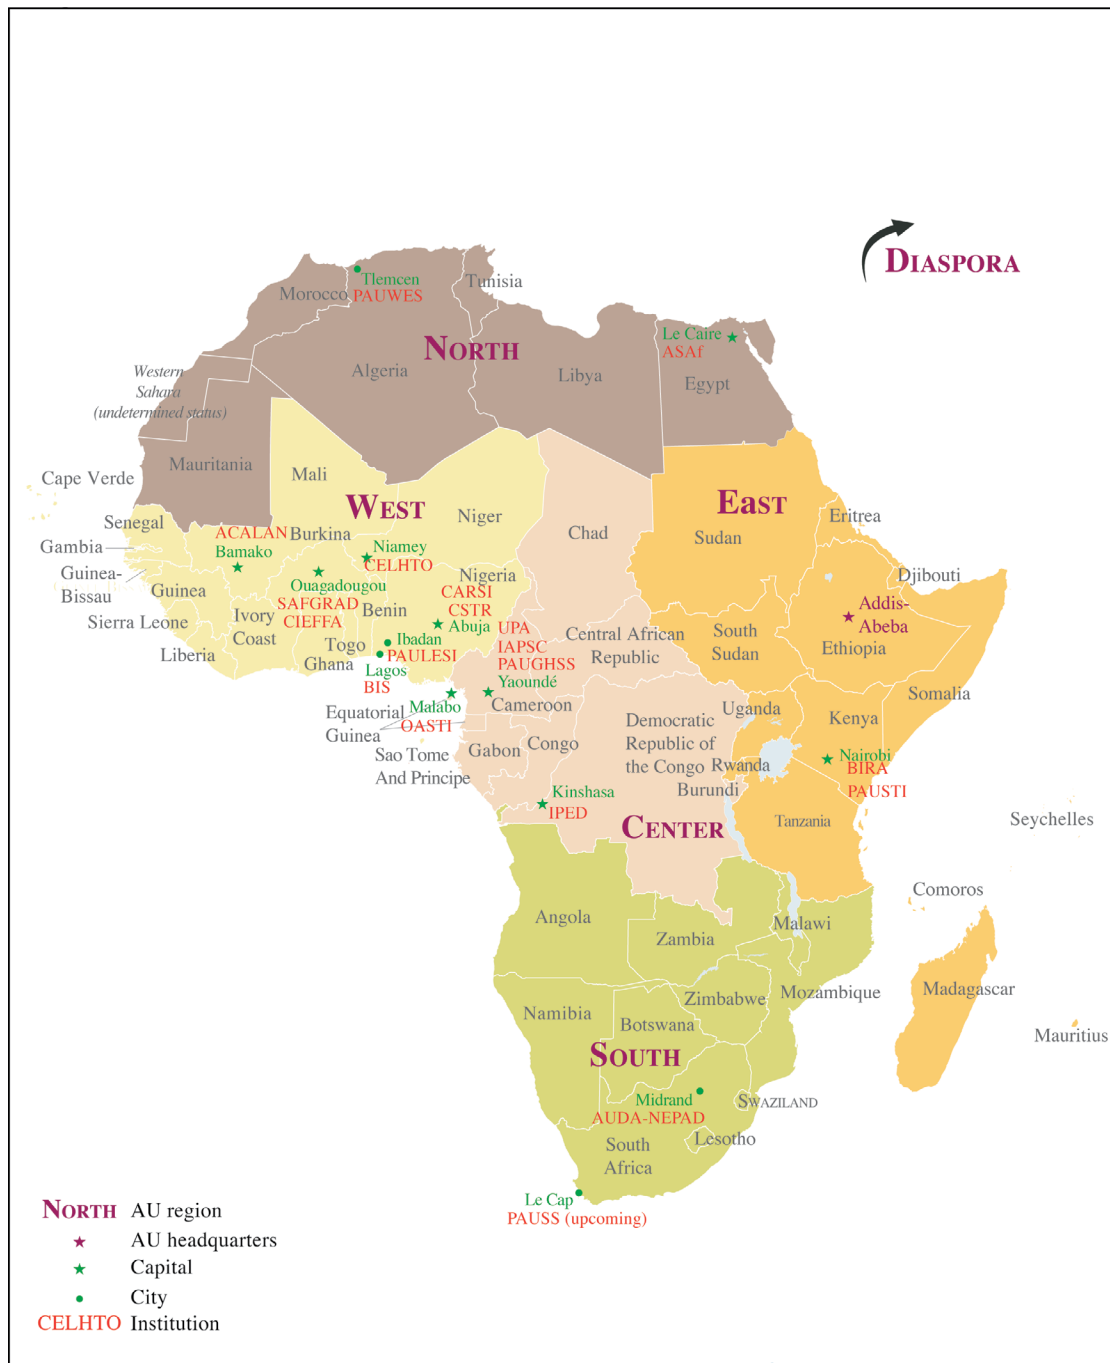 DIASPORA
Tlemcen
PAUWES
Morocco
Tunisia
NORTH
Le Caire
ASAf
Algeria
Libya
Egypt
Western
Sahara
(undetermined status)
Mauritania
Cape Verde
Mali
WEST
Niger
Chad
EaST
Sudan
Eritrea
Senegal
Gambia
Guinea-
Bissau
ACALAN
Bamako
Burkina
Niamey
CELHTO
Ouagadougou
SAFGRAD
CIEFFA
Nigeria
CARSI
CSTR
Abuja
Djibouti
Addis-
Abeba
Ethiopia
Guinea
Sierra Leone
Ivory
Coast
Liberia
Benin
Togo
Ghana
Ibadan
PAULESI
Lagos
BIS
UPA
IAPSC
PAUGHSS
Yaoundé
Cameroon
Central African
Republic
South
Sudan
Somalia
Malabo
OASTI
Equatorial
Guinea
Sao Tome
And Principe
Gabon
Congo
Democratic
Republic of
the Congo
Uganda
Kenya
Rwanda
Burundi
Nairobi
BIRA
PAUSTI
Kinshasa
IPED
CENTER
Tanzania
Seychelles
Comoros
Angola
Zambia
Malawi
Mozambique
Madagascar
Mauritius
Namibia
Zimbabwe
Botswana
SOUTH
Midrand
AUDA-NEPAD
SWAZILAND
Lesotho
South
Africa
Le Cap
PAUSS (upcoming)
NORTH AU region
AU headquarters
Capital
City
CELHTO Institution